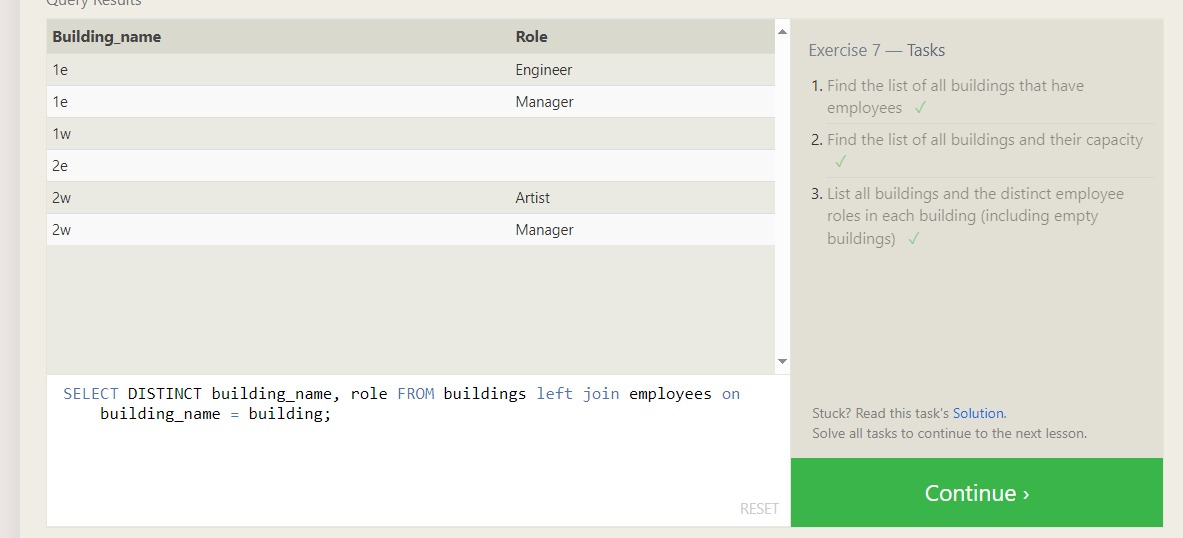 Query Results
Building_name Role
1e Engineer
1e Manager
1w
2e
2w Artist
2w Manager
SELECT DISTINCT building_name, role FROM buildings left join employees on
building_name = building;
RESET
Exercise 7 — Tasks
1. Find the list of all buildings that have
employees ✓
2. Find the list of all buildings and their capacity
✓
3. List all buildings and the distinct employee
roles in each building (including empty
buildings) ✓
Stuck? Read this task's Solution.
Solve all tasks to continue to the next lesson.
Continue ›